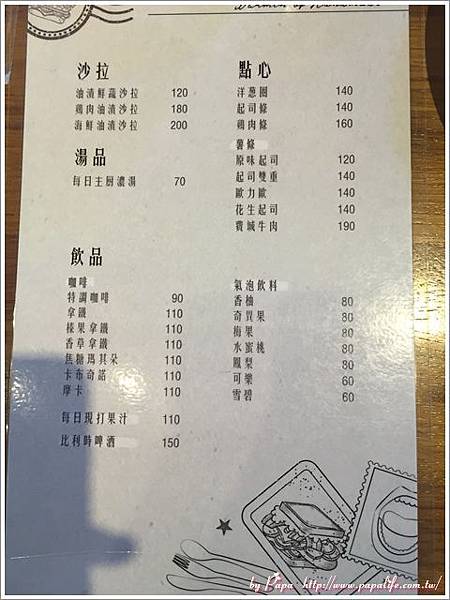 沙拉
油漬鮮蔬沙拉 120
鷄肉油漬沙拉 180
海鮮油漬沙拉 200
湯品
每日主厨濃湯 70
飲品
咖啡
特調咖啡 90
拿鐵 110
榛果拿鐵 110
香草拿鐵 110
焦糖瑪其朵 110
卡布奇諾 110
摩卡 110
每日現打果汁 110
比利時啤酒 150
點心
洋蔥圈 140
起司條 140
鷄肉條 160
薯條
原味起司 120
起司雙重 140
歐力歐 140
花生起司 140
費城牛肉 190
氣泡飲料
香柚 80
奇異果 80
梅果 80
水蜜桃 80
鳳梨 80
可樂 60
雪碧 60
by Papa http://www.papalife.com.tw/